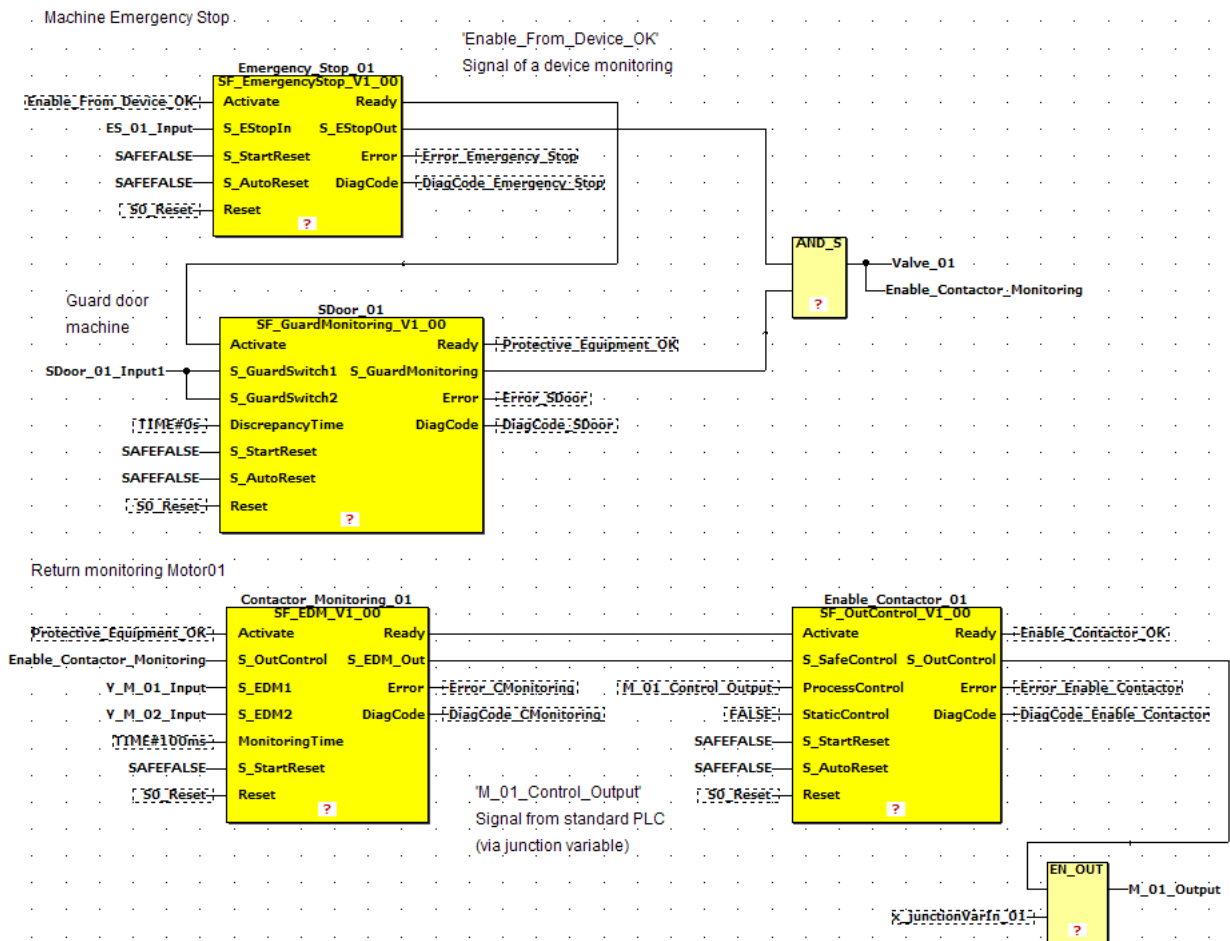 Machine Emergency Stop
'Enable_From_Device_OK'
Signal of a device monitoring
Emergency_Stop_01
SF_EmergencyStop_V1_00
Enable_From_Device_OK Activate Ready
ES_01_Input S_EStopIn S_EStopOut
SAFEFALSE S_StartReset Error Error_Emergency_Stop
SAFEFALSE S_AutoReset DiagCode DiagCode_Emergency_Stop
S0_Reset Reset
?
AND_S
Valve_01
Enable_Contactor_Monitoring
?
Guard door
machine
SDoor_01
SF_GuardMonitoring_V1_00
Activate Ready Protective_Equipment_OK
SDoor_01_Input1 S_GuardSwitch1 S_GuardMonitoring
S_GuardSwitch2 Error Error_SDoor
TIME#0s DiscrepancyTime DiagCode DiagCode_SDoor
SAFEFALSE S_StartReset
SAFEFALSE S_AutoReset
S0_Reset Reset
?
Return monitoring Motor01
Contactor_Monitoring_01
SF_EDM_V1_00
Protective_Equipment_OK Activate Ready
Enable_Contactor_Monitoring S_OutControl S_EDM_Out
Y_M_01_Input S_EDM1 Error Error_CMonitoring
Y_M_02_Input S_EDM2 DiagCode DiagCode_CMonitoring
TIME#100ms MonitoringTime
SAFEFALSE S_StartReset
S0_Reset Reset
?
'M_01_Control_Output'
Signal from standard PLC
(via junction variable)
Enable_Contactor_01
SF_OutControl_V1_00
Activate Ready Enable_Contactor_OK
S_SafeControl S_OutControl
M_01_Control_Output ProcessControl Error Error_Enable_Contactor
FALSE StaticControl DiagCode DiagCode_Enable_Contactor
SAFEFALSE S_StartReset
SAFEFALSE S_AutoReset
S0_Reset Reset
?
EN_OUT
M_01_Output
x_junctionVarIn_01
?